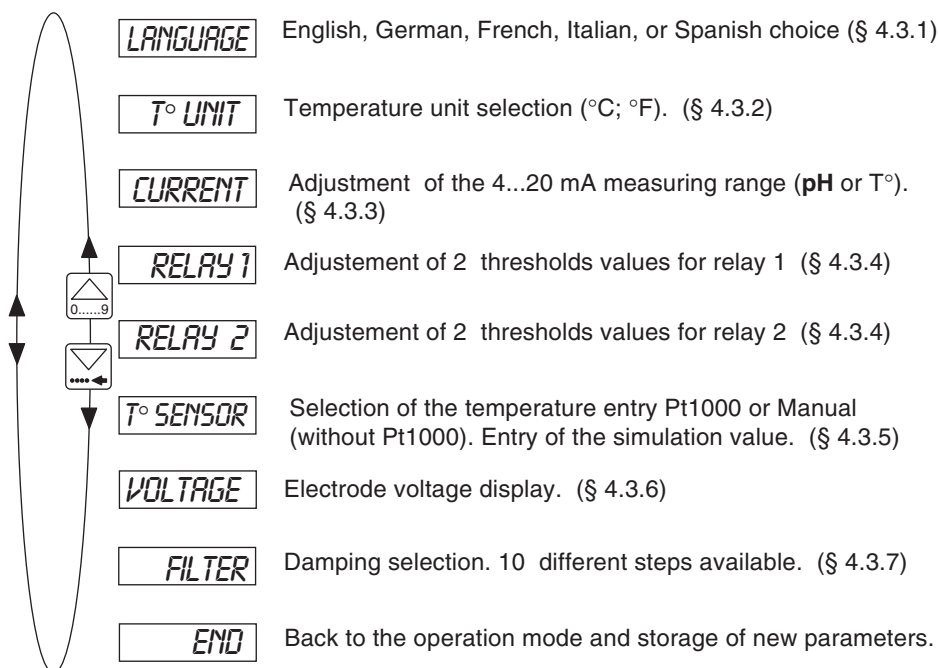 LANGUAGE English, German, French, Italian, or Spanish choice (§ 4.3.1)
T° UNIT Temperature unit selection (°C; °F). (§ 4.3.2)
CURRENT Adjustment of the 4...20 mA measuring range (pH or T°).
(§ 4.3.3)
RELAY 1 Adjustement of 2 thresholds values for relay 1 (§ 4.3.4)
0......9
RELAY 2 Adjustement of 2 thresholds values for relay 2 (§ 4.3.4)
T° SENSOR Selection of the temperature entry Pt1000 or Manual
(without Pt1000). Entry of the simulation value. (§ 4.3.5)
VOLTAGE Electrode voltage display. (§ 4.3.6)
FILTER Damping selection. 10 different steps available. (§ 4.3.7)
END Back to the operation mode and storage of new parameters.